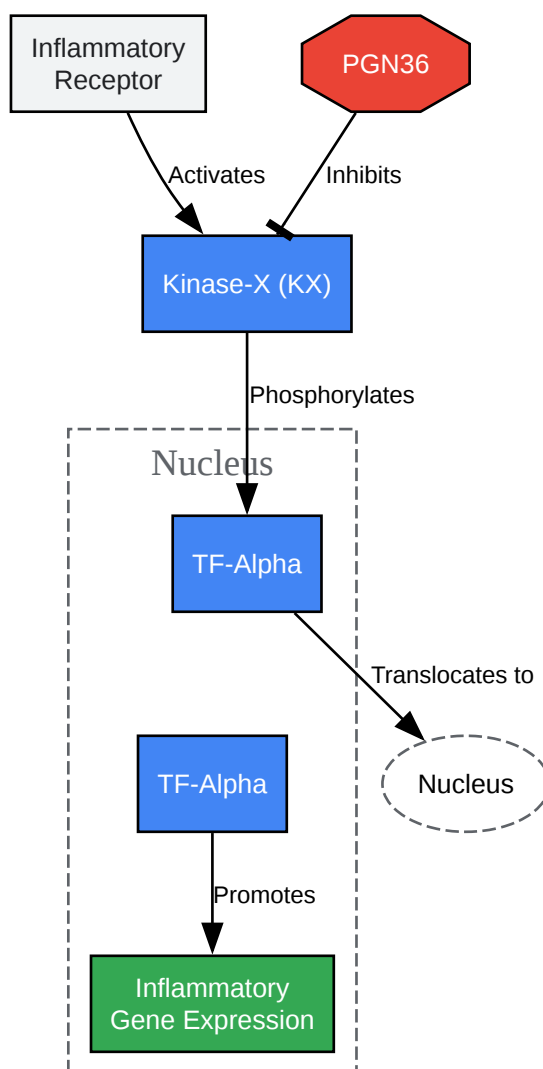 Inflammatory
Receptor
PGN36
Activates
Inhibits
Kinase-X (KX)
Phosphorylates
Nucleus
TF-Alpha
Translocates to
TF-Alpha
Nucleus
Promotes
Inflammatory
Gene Expression